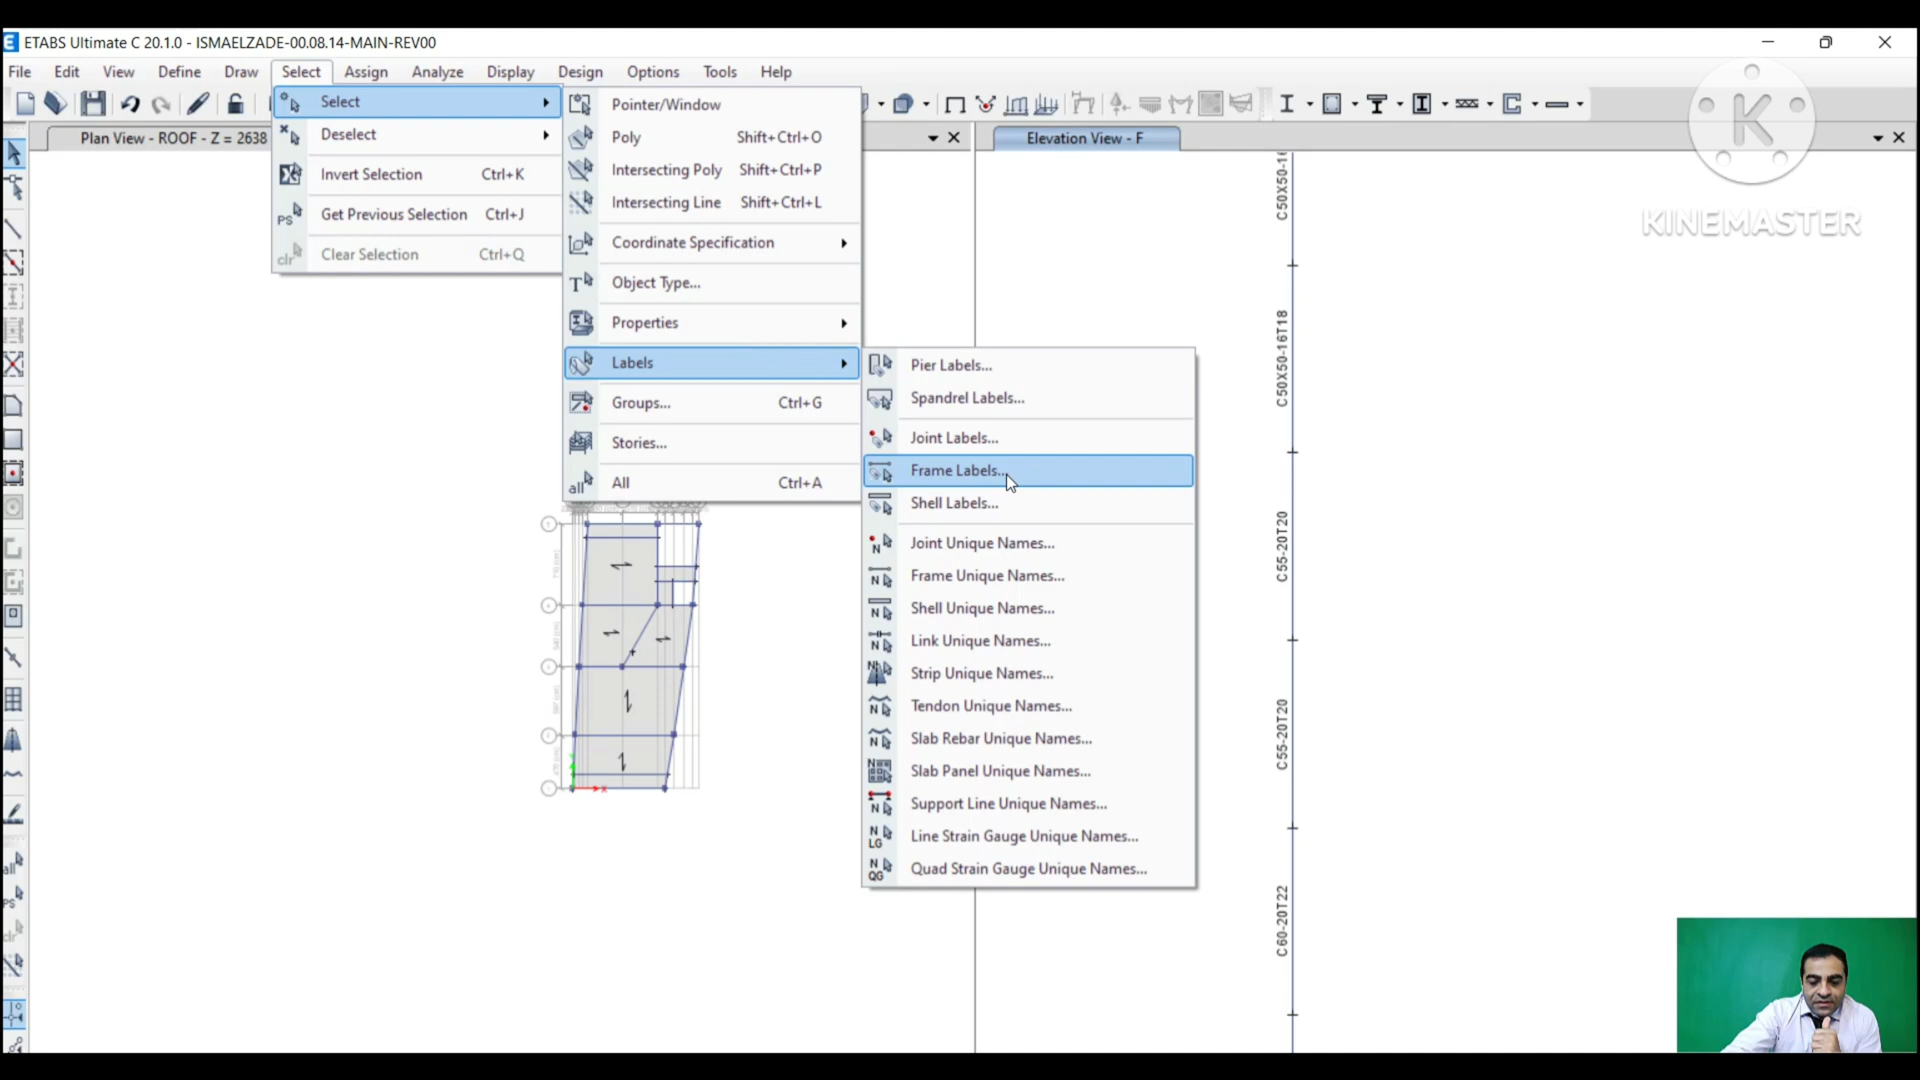 ETABS Ultimate C 20.1.0 - ISMAELZADE-00.08.14-MAIN-REV00
File Edit View Define Draw Select Assign Analyze Display Design Options Tools Help
Plan View - ROOF - Z = 2638
Elevation View - F
Select
Deselect
Invert Selection Ctrl+K
Get Previous Selection Ctrl+J
Clear Selection Ctrl+Q
Pointer/Window
Poly Shift+Ctrl+O
Intersecting Poly Shift+Ctrl+P
Intersecting Line Shift+Ctrl+L
Coordinate Specification
Object Type...
Properties
Labels
Groups... Ctrl+G
Stories...
All Ctrl+A
Pier Labels...
Spandrel Labels...
Joint Labels...
Frame Labels...
Shell Labels...
Joint Unique Names...
Frame Unique Names...
Shell Unique Names...
Link Unique Names...
Strip Unique Names...
Tendon Unique Names...
Slab Rebar Unique Names...
Slab Panel Unique Names...
Support Line Unique Names...
Line Strain Gauge Unique Names...
Quad Strain Gauge Unique Names...
C50X50-16T18
C55-20T20
C55-20T20
C60-20T22
K
KINEMASTER